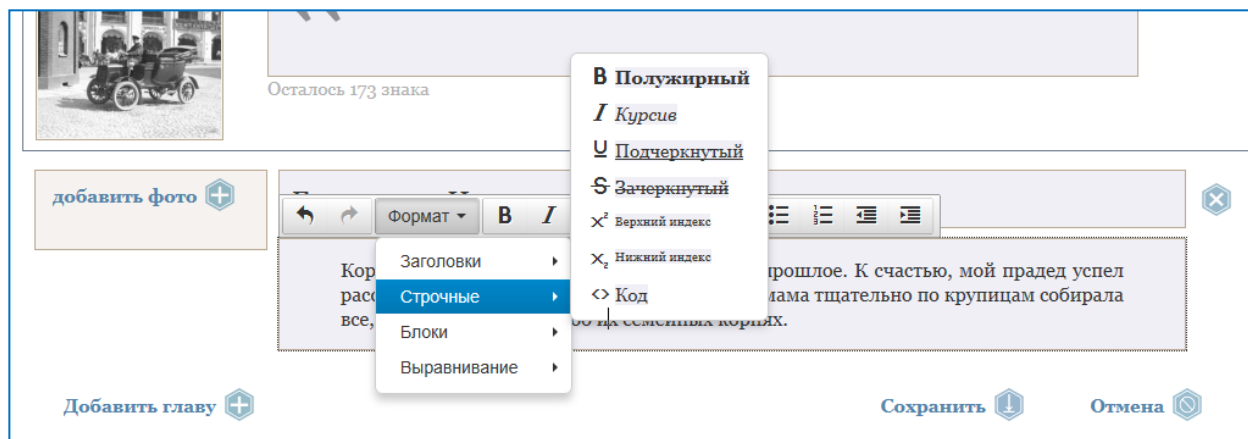 Осталось 173 знака
B Полужирный
I Курсив
U Подчеркнутый
S Зачеркнутый
x² Верхний индекс
x₂ Нижний индекс
<> Код
добавить фото
Формат
B I
Заголовки
Строчные
Блоки
Выравнивание
прошлое. К счастью, мой прадед успел
мама тщательно по крупицам собирала
все, их семейных корнях.
Добавить главу
Сохранить
Отмена